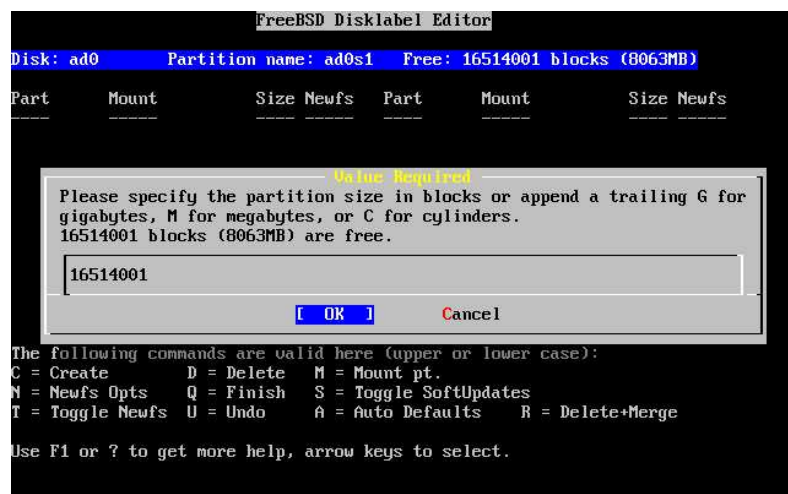 FreeBSD Disklabel Editor
Disk: ad0 Partition name: ad0s1 Free: 16514001 blocks (8063MB)
Part Mount Size Newfs Part Mount Size Newfs
---- ----- ---- ----- ---- ----- ---- -----
Value Required
Please specify the partition size in blocks or append a trailing G for
gigabytes, M for megabytes, or C for cylinders.
16514001 blocks (8063MB) are free.
16514001
[ OK ] Cancel
The following commands are valid here (upper or lower case):
C = Create D = Delete M = Mount pt.
N = Newfs Opts Q = Finish S = Toggle SoftUpdates
T = Toggle Newfs U = Undo A = Auto Defaults R = Delete+Merge
Use F1 or ? to get more help, arrow keys to select.